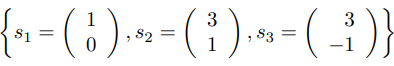 { s₁ = ( 1 0 ), s₂ = ( 3 1 ), s₃ = ( 3 −1 ) }